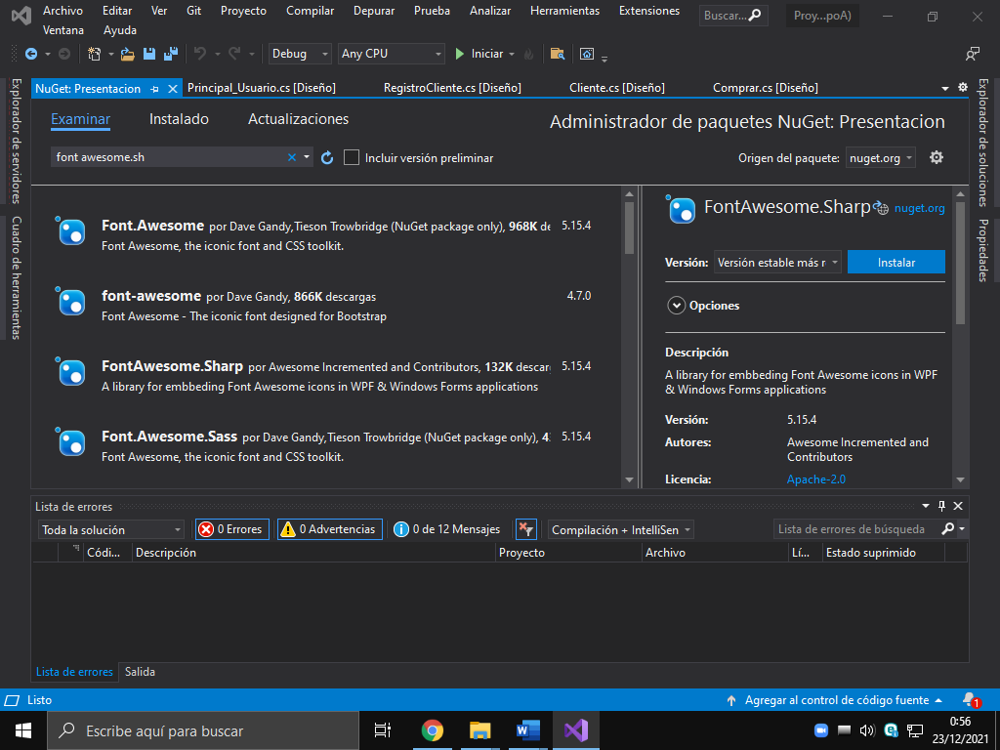 Archivo Editar Ver Git Proyecto Compilar Depurar Prueba Analizar Herramientas Extensiones
Ventana Ayuda
Buscar...
Proy...poA)
Debug
Any CPU
Iniciar
Explorador de servidores
Cuadro de herramientas
NuGet: Presentacion
Principal_Usuario.cs [Diseño]
RegistroCliente.cs [Diseño]
Cliente.cs [Diseño]
Comprar.cs [Diseño]
Examinar Instalado Actualizaciones
Administrador de paquetes NuGet: Presentacion
font awesome.sh
Incluir versión preliminar
Origen del paquete: nuget.org
Font.Awesome por Dave Gandy,Tieson Trowbridge (NuGet package only), 968K de 5.15.4
Font Awesome, the iconic font and CSS toolkit.
font-awesome por Dave Gandy, 866K descargas 4.7.0
Font Awesome - The iconic font designed for Bootstrap
FontAwesome.Sharp por Awesome Incremented and Contributors, 132K descar 5.15.4
A library for embbeding Font Awesome icons in WPF & Windows Forms applications
Font.Awesome.Sass por Dave Gandy,Tieson Trowbridge (NuGet package only), 5.15.4
Font Awesome, the iconic font and CSS toolkit.
FontAwesome.Sharp nuget.org
Versión: Versión estable más r Instalar
Opciones
Descripción
A library for embbeding Font Awesome icons in WPF
& Windows Forms applications
Versión: 5.15.4
Autores: Awesome Incremented and
Contributors
Licencia: Apache-2.0
Explorador de soluciones
Propiedades
Lista de errores
Toda la solución
0 Errores
0 Advertencias
0 de 12 Mensajes
Compilación + IntelliSen
Lista de errores de búsqueda
Códi... Descripción Proyecto Archivo Lí... Estado suprimido
Lista de errores Salida
Listo
Agregar al control de código fuente
1
Escribe aquí para buscar
0:56
23/12/2021